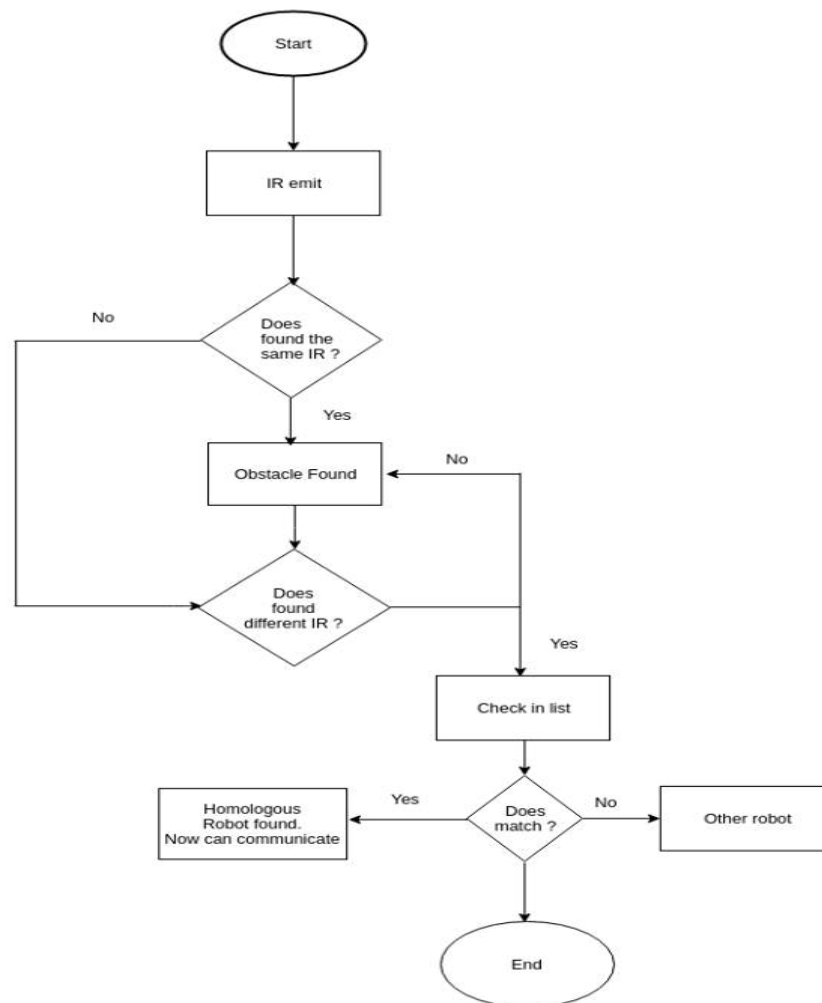 Start
IR emit
No
Does
found the
same IR ?
Yes
Obstacle Found
No
Does
found
different IR ?
Yes
Check in list
Yes
Does
match ?
No
Homologous
Robot found.
Now can communicate
Other robot
End